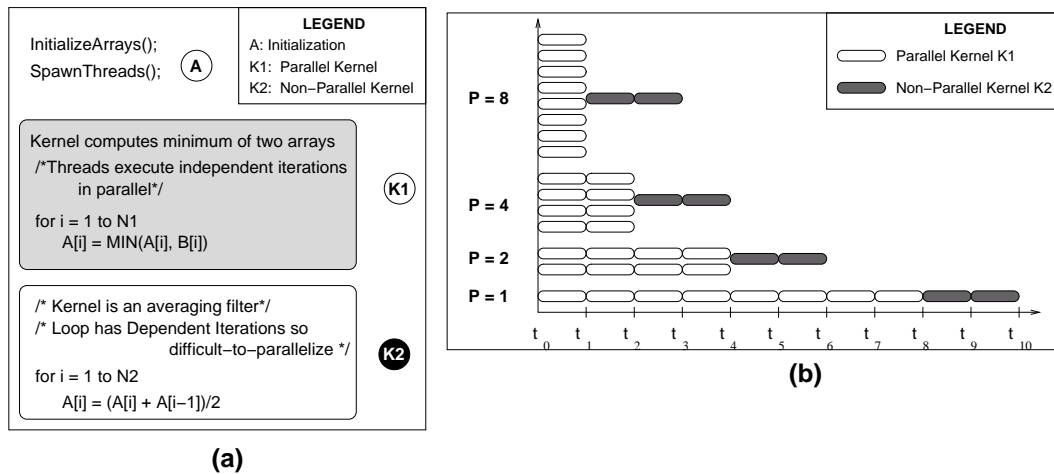 InitializeArrays();
SpawnThreads();
A
LEGEND
A: Initialization
K1: Parallel Kernel
K2: Non−Parallel Kernel
Kernel computes minimum of two arrays
/*Threads execute independent iterations
in parallel*/
for i = 1 to N1
A[i] = MIN(A[i], B[i])
K1
/* Kernel is an averaging filter*/
/* Loop has Dependent Iterations so
difficult−to−parallelize */
for i = 1 to N2
A[i] = (A[i] + A[i−1])/2
K2
(a)
LEGEND
Parallel Kernel K1
Non−Parallel Kernel K2
P = 8
P = 4
P = 2
P = 1
t0 t1 t2 t3 t4 t5 t6 t7 t8 t9 t10
(b)